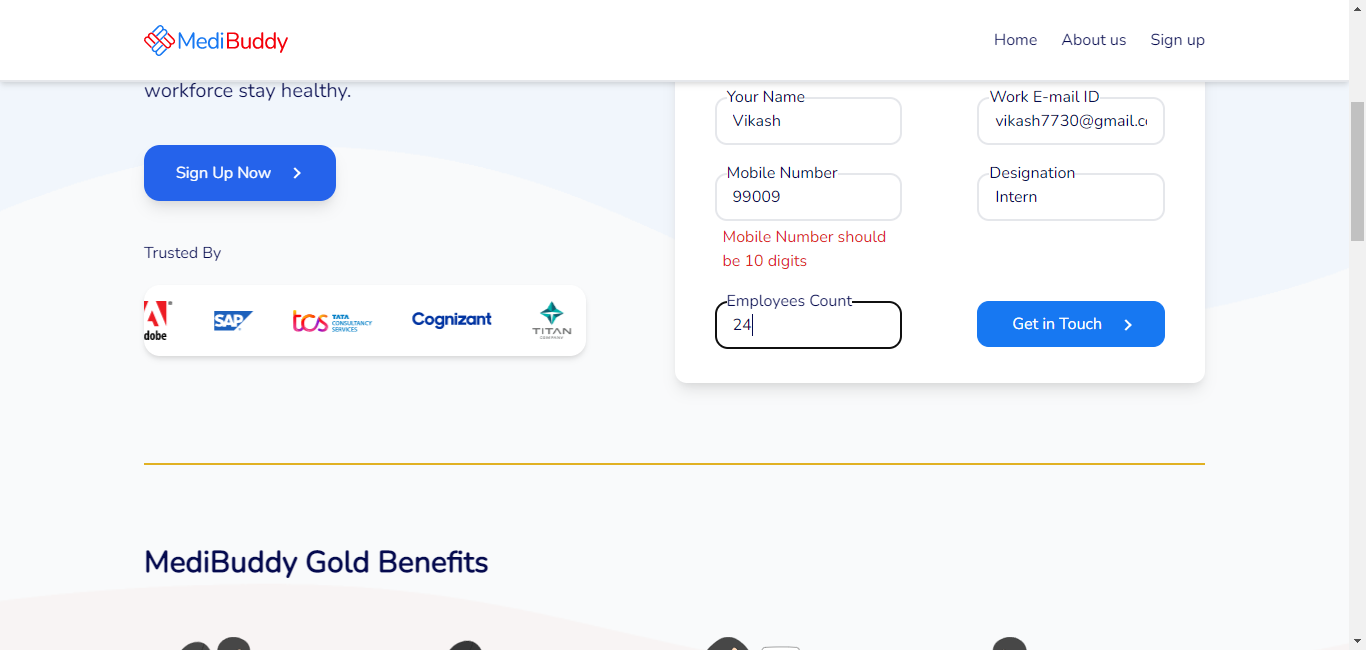 MediBuddy
Home
About us
Sign up
workforce stay healthy.
Sign Up Now
Trusted By
Adobe
SAP
tcs TATA
CONSULTANCY
SERVICES
Cognizant
TITAN
COMPANY
Your Name
Vikash
Work E-mail ID
vikash7730@gmail.c
Mobile Number
99009
Designation
Intern
Mobile Number should
be 10 digits
Employees Count
24
Get in Touch
MediBuddy Gold Benefits